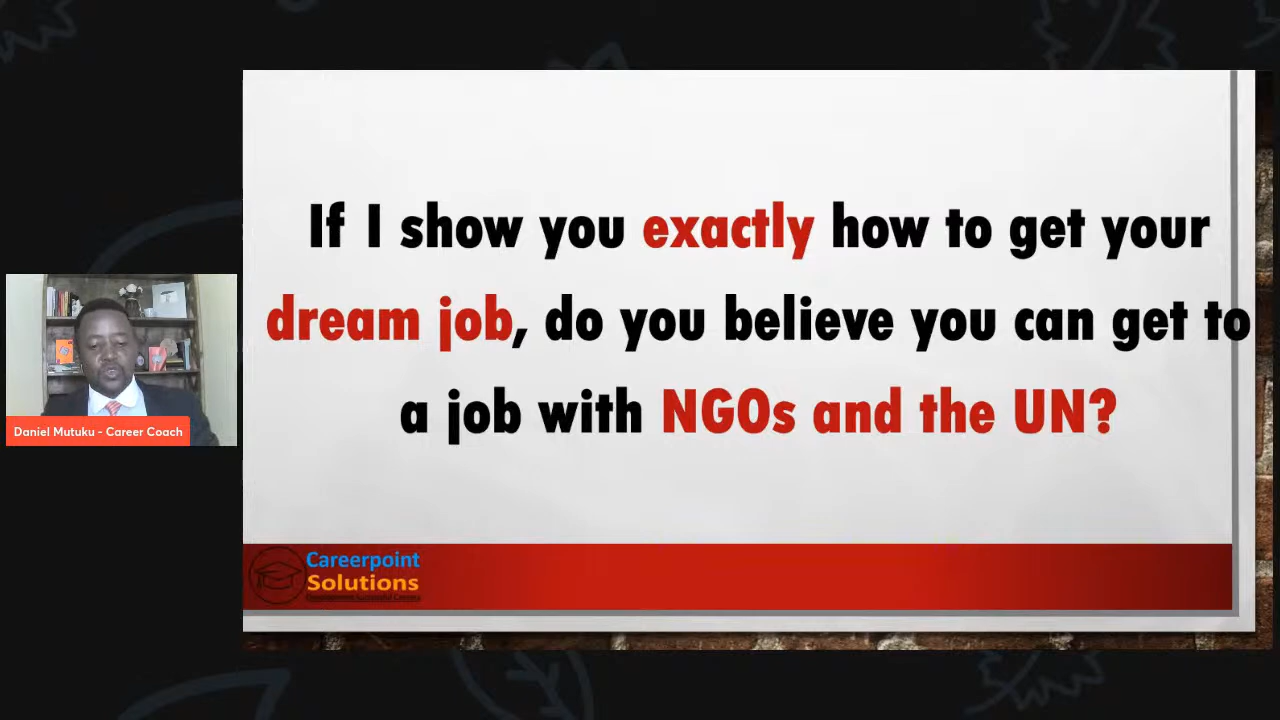 If I show you exactly how to get your
dream job, do you believe you can get to
a job with NGOs and the UN?
Daniel Mutuku - Career Coach
Careerpoint
Solutions